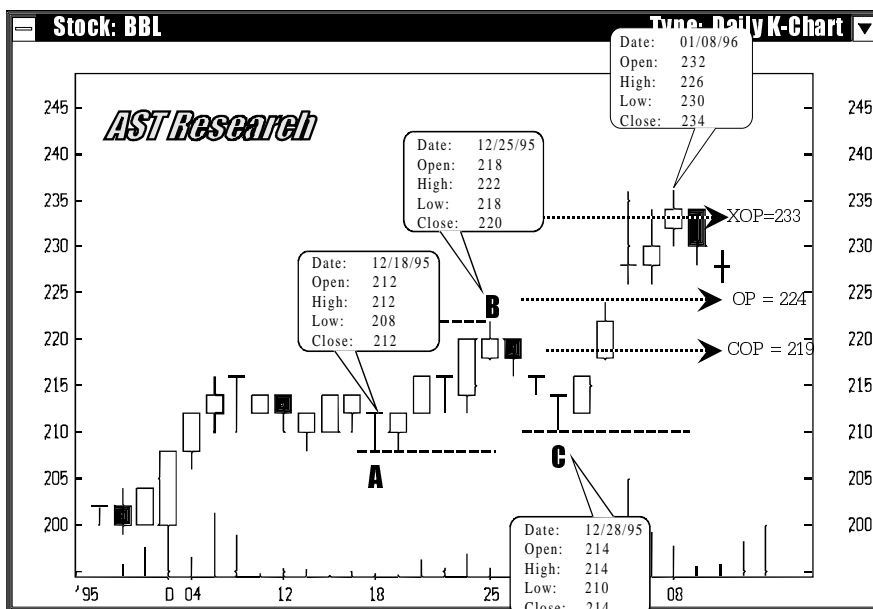 Stock: BBL
Type: Daily K-Chart
Date: 01/08/96
Open: 232
High: 226
Low: 230
Close: 234
AST Research
245
240
235
230
225
220
215
210
205
200
245
240
235
230
225
220
215
210
205
200
Date: 12/25/95
Open: 218
High: 222
Low: 218
Close: 220
XOP=233
Date: 12/18/95
Open: 212
High: 212
Low: 208
Close: 212
B
OP = 224
COP = 219
A
C
Date: 12/28/95
Open: 214
High: 214
Low: 210
Close: 214
'95 D 04 12 18 25 08